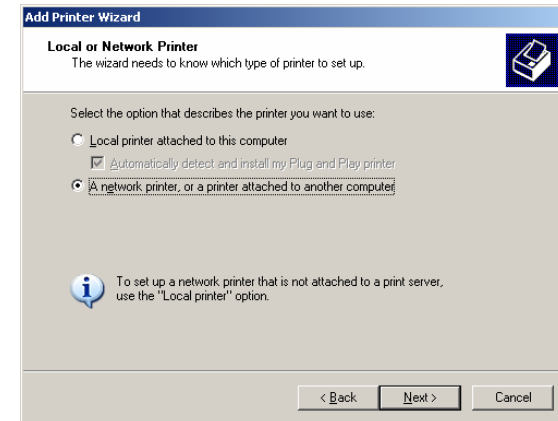 Add Printer Wizard
Local or Network Printer
The wizard needs to know which type of printer to set up.
Select the option that describes the printer you want to use:
Local printer attached to this computer
Automatically detect and install my Plug and Play printer
A network printer, or a printer attached to another computer
To set up a network printer that is not attached to a print server,
use the "Local printer" option.
< Back Next > Cancel